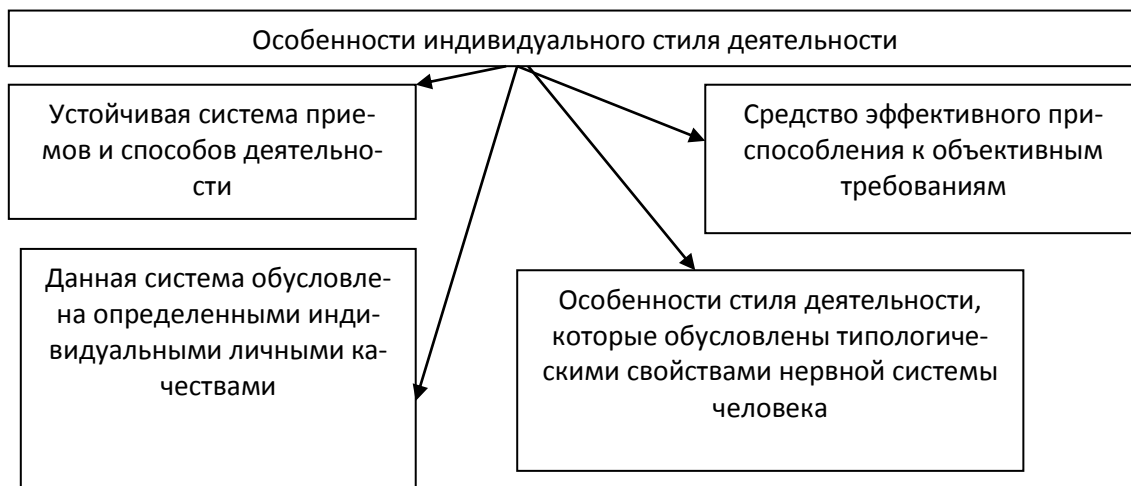 Особенности индивидуального стиля деятельности
Устойчивая система прие-
мов и способов деятельно-
сти
Средство эффективного при-
способления к объективным
требованиям
Данная система обусловле-
на определенными инди-
видуальными личными ка-
чествами
Особенности стиля деятельности,
которые обусловлены типологиче-
скими свойствами нервной системы
человека